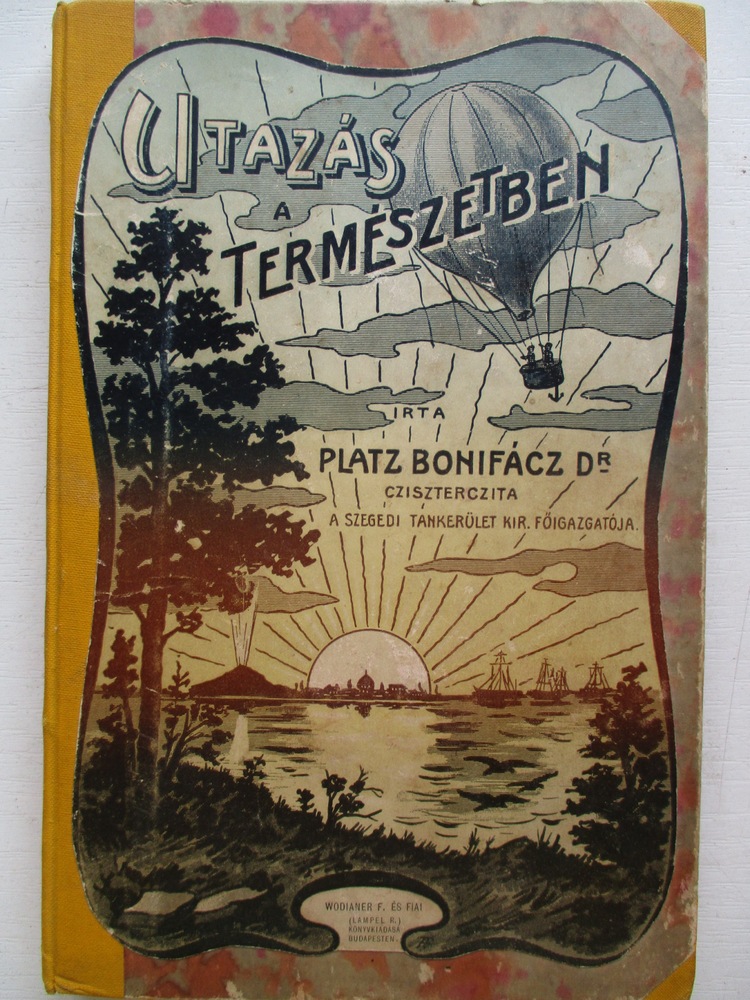 UTAZÁS
A
TERMÉSZETBEN
IRTA
PLATZ BONIFÁCZ DR
CZISZTERCZITA
A SZEGEDI TANKERÜLET KIR. FŐIGAZGATÓJA.
WODIANER F. ÉS FIAI
(LAMPEL R.)
KÖNYVKIADÁSA
BUDAPESTEN.